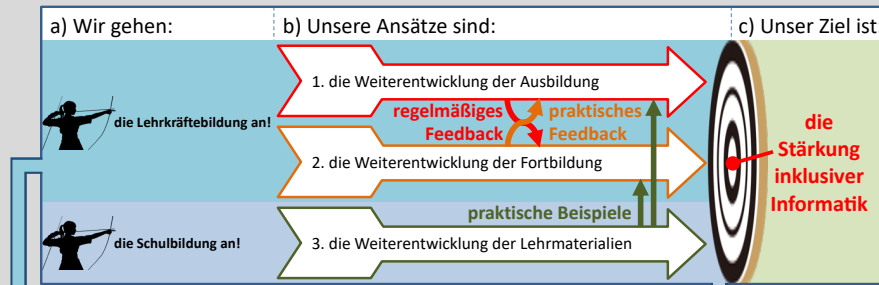 a) Wir gehen:
b) Unsere Ansätze sind:
c) Unser Ziel ist:
die Lehrkräftebildung an!
1. die Weiterentwicklung der Ausbildung
regelmäßiges
Feedback
praktisches
Feedback
2. die Weiterentwicklung der Fortbildung
praktische Beispiele
die Schulbildung an!
3. die Weiterentwicklung der Lehrmaterialien
die
Stärkung
inklusiver
Informatik